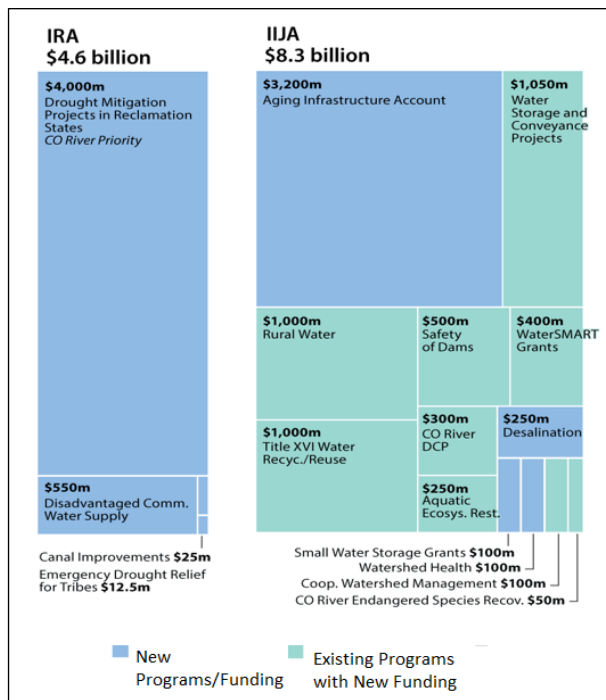 IRA
$4.6 billion
$4,000m
Drought Mitigation
Projects in Reclamation
States
CO River Priority
$550m
Disadvantaged Comm.
Water Supply
Canal Improvements $25m
Emergency Drought Relief
for Tribes $12.5m
IIJA
$8.3 billion
$3,200m
Aging Infrastructure Account
$1,050m
Water
Storage and
Conveyance
Projects
$1,000m
Rural Water
$500m
Safety
of Dams
$400m
WaterSMART
Grants
$1,000m
Title XVI Water
Recyc./Reuse
$300m
CO River
DCP
$250m
Desalination
$250m
Aquatic
Ecosys. Rest.
Small Water Storage Grants $100m
Watershed Health $100m
Coop. Watershed Management $100m
CO River Endangered Species Recov. $50m
New
Programs/Funding
Existing Programs
with New Funding